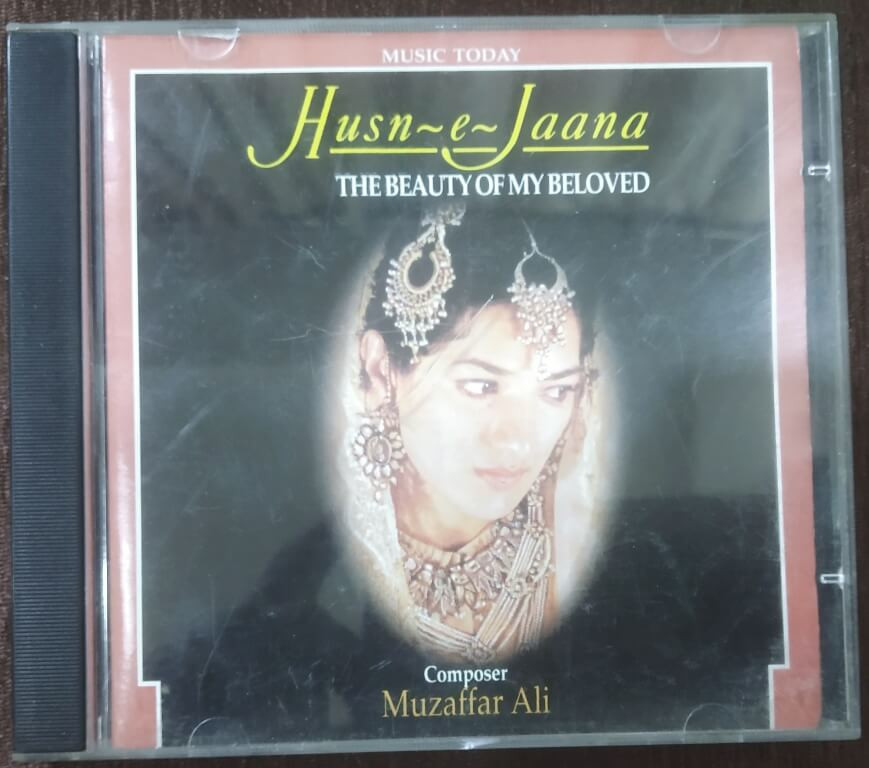 MUSIC TODAY
Husn~e~Jaana
THE BEAUTY OF MY BELOVED
Composer
Muzaffar Ali